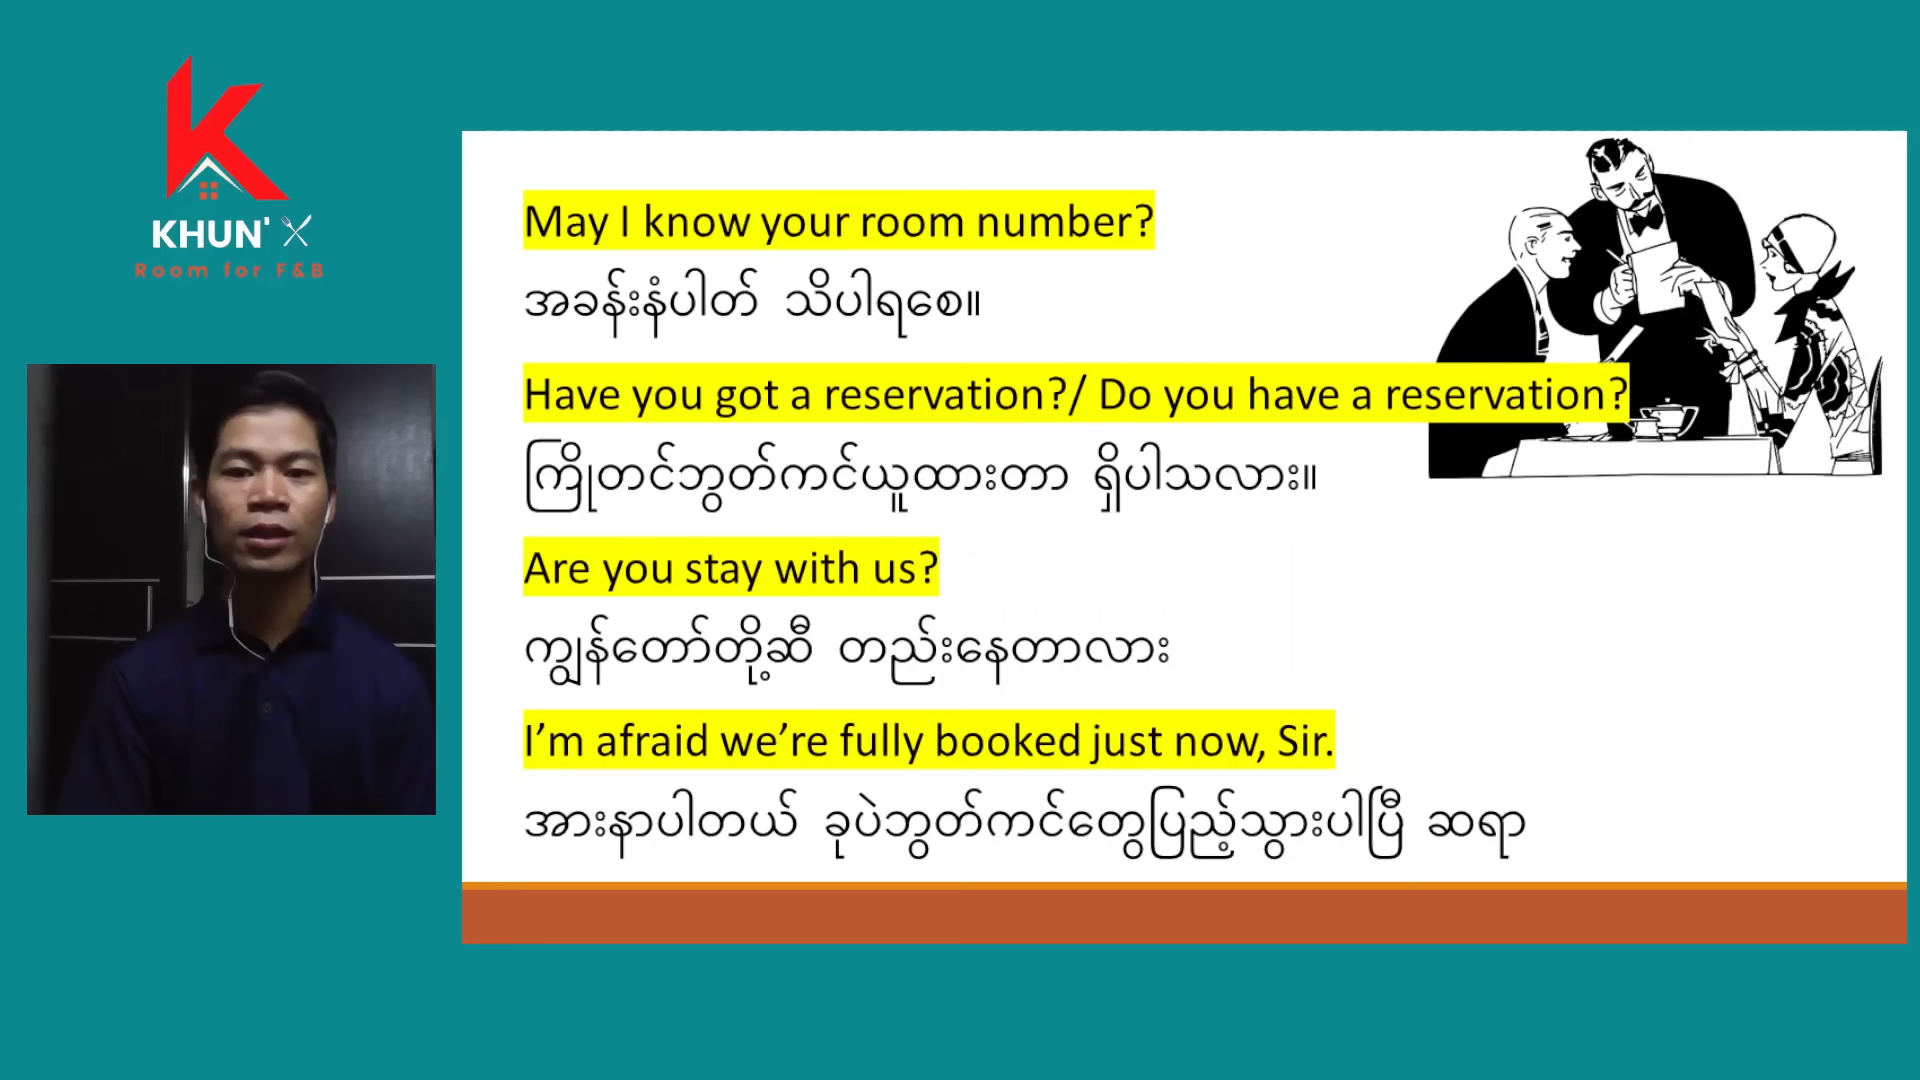 KHUN'
Room for F&B
May I know your room number?
အခန်းနံပါတ် သိပါရစေ။
Have you got a reservation?/ Do you have a reservation?
ကြိုတင်ဘွတ်ကင်ယူထားတာ ရှိပါသလား။
Are you stay with us?
ကျွန်တော်တို့ဆီ တည်းနေတာလား
I’m afraid we’re fully booked just now, Sir.
အားနာပါတယ် ခုပဲဘွတ်ကင်တွေပြည့်သွားပါပြီ ဆရာ